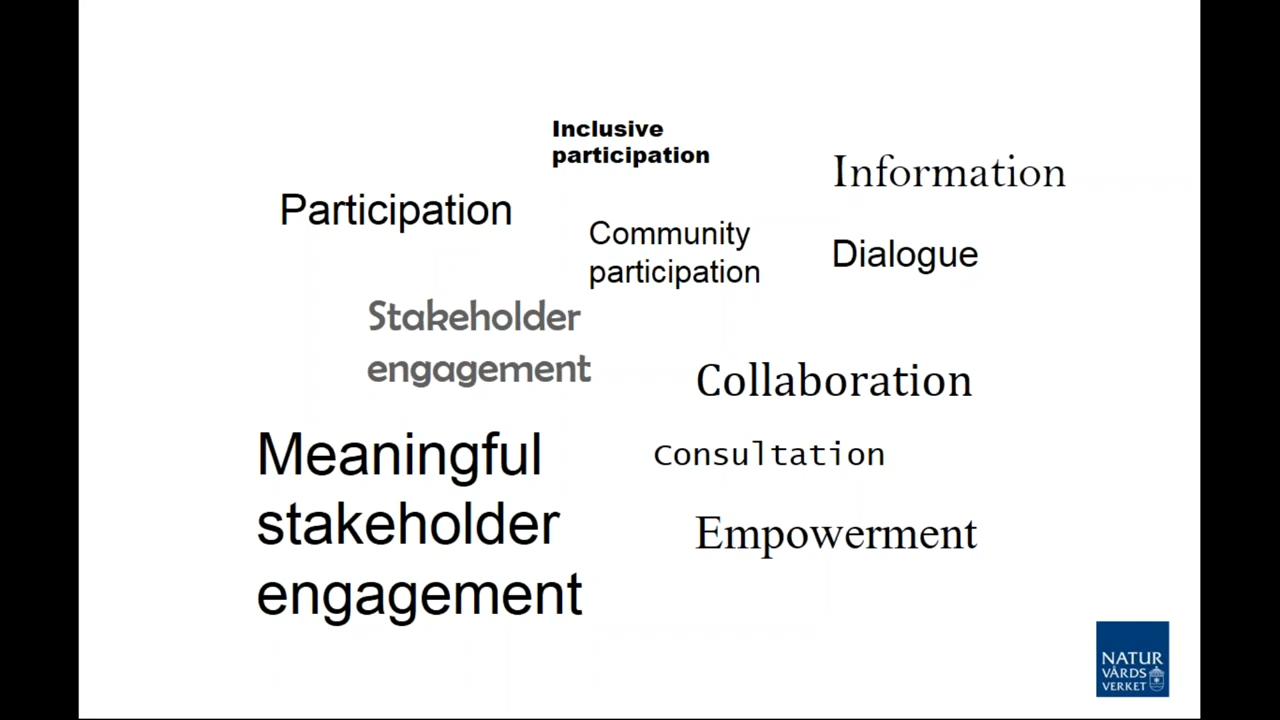 Inclusive
participation
Information
Participation
Community
participation
Dialogue
Stakeholder
engagement
Collaboration
Meaningful
stakeholder
engagement
Consultation
Empowerment
NATUR
VÅRDS
VERKET